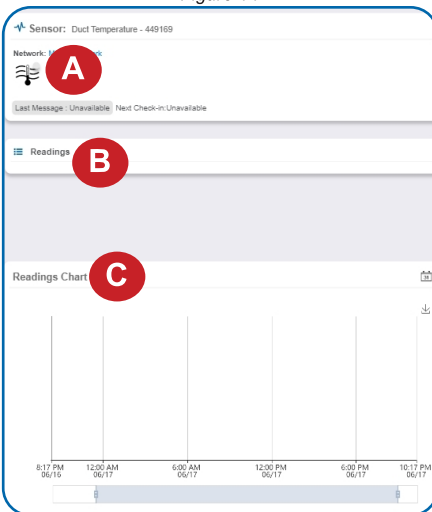 Sensor: Duct Temperature - 449169
Network:
A
Last Message : Unavailable Next Check-in:Unavailable
Readings
B
Readings Chart
C
31
8:17 PM 12:00 AM 6:00 AM 12:00 PM 6:00 PM 10:17 PM
06/16 06/17 06/17 06/17 06/17 06/17